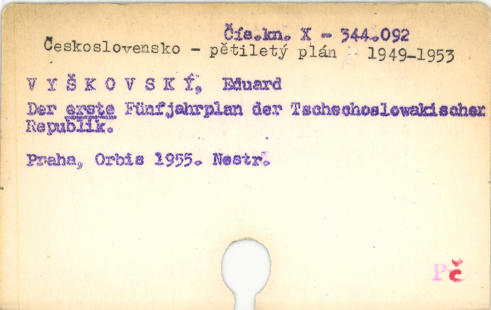 Čís.kn. X - 344.092
Československo - pětiletý plán 1949-1953
VYŠKOVSKÝ, Eduard
Der erste Fünfjahrplan der Tschechoslowakischen
Republik.
Praha, Orbis 1955. Nestr.
Pč